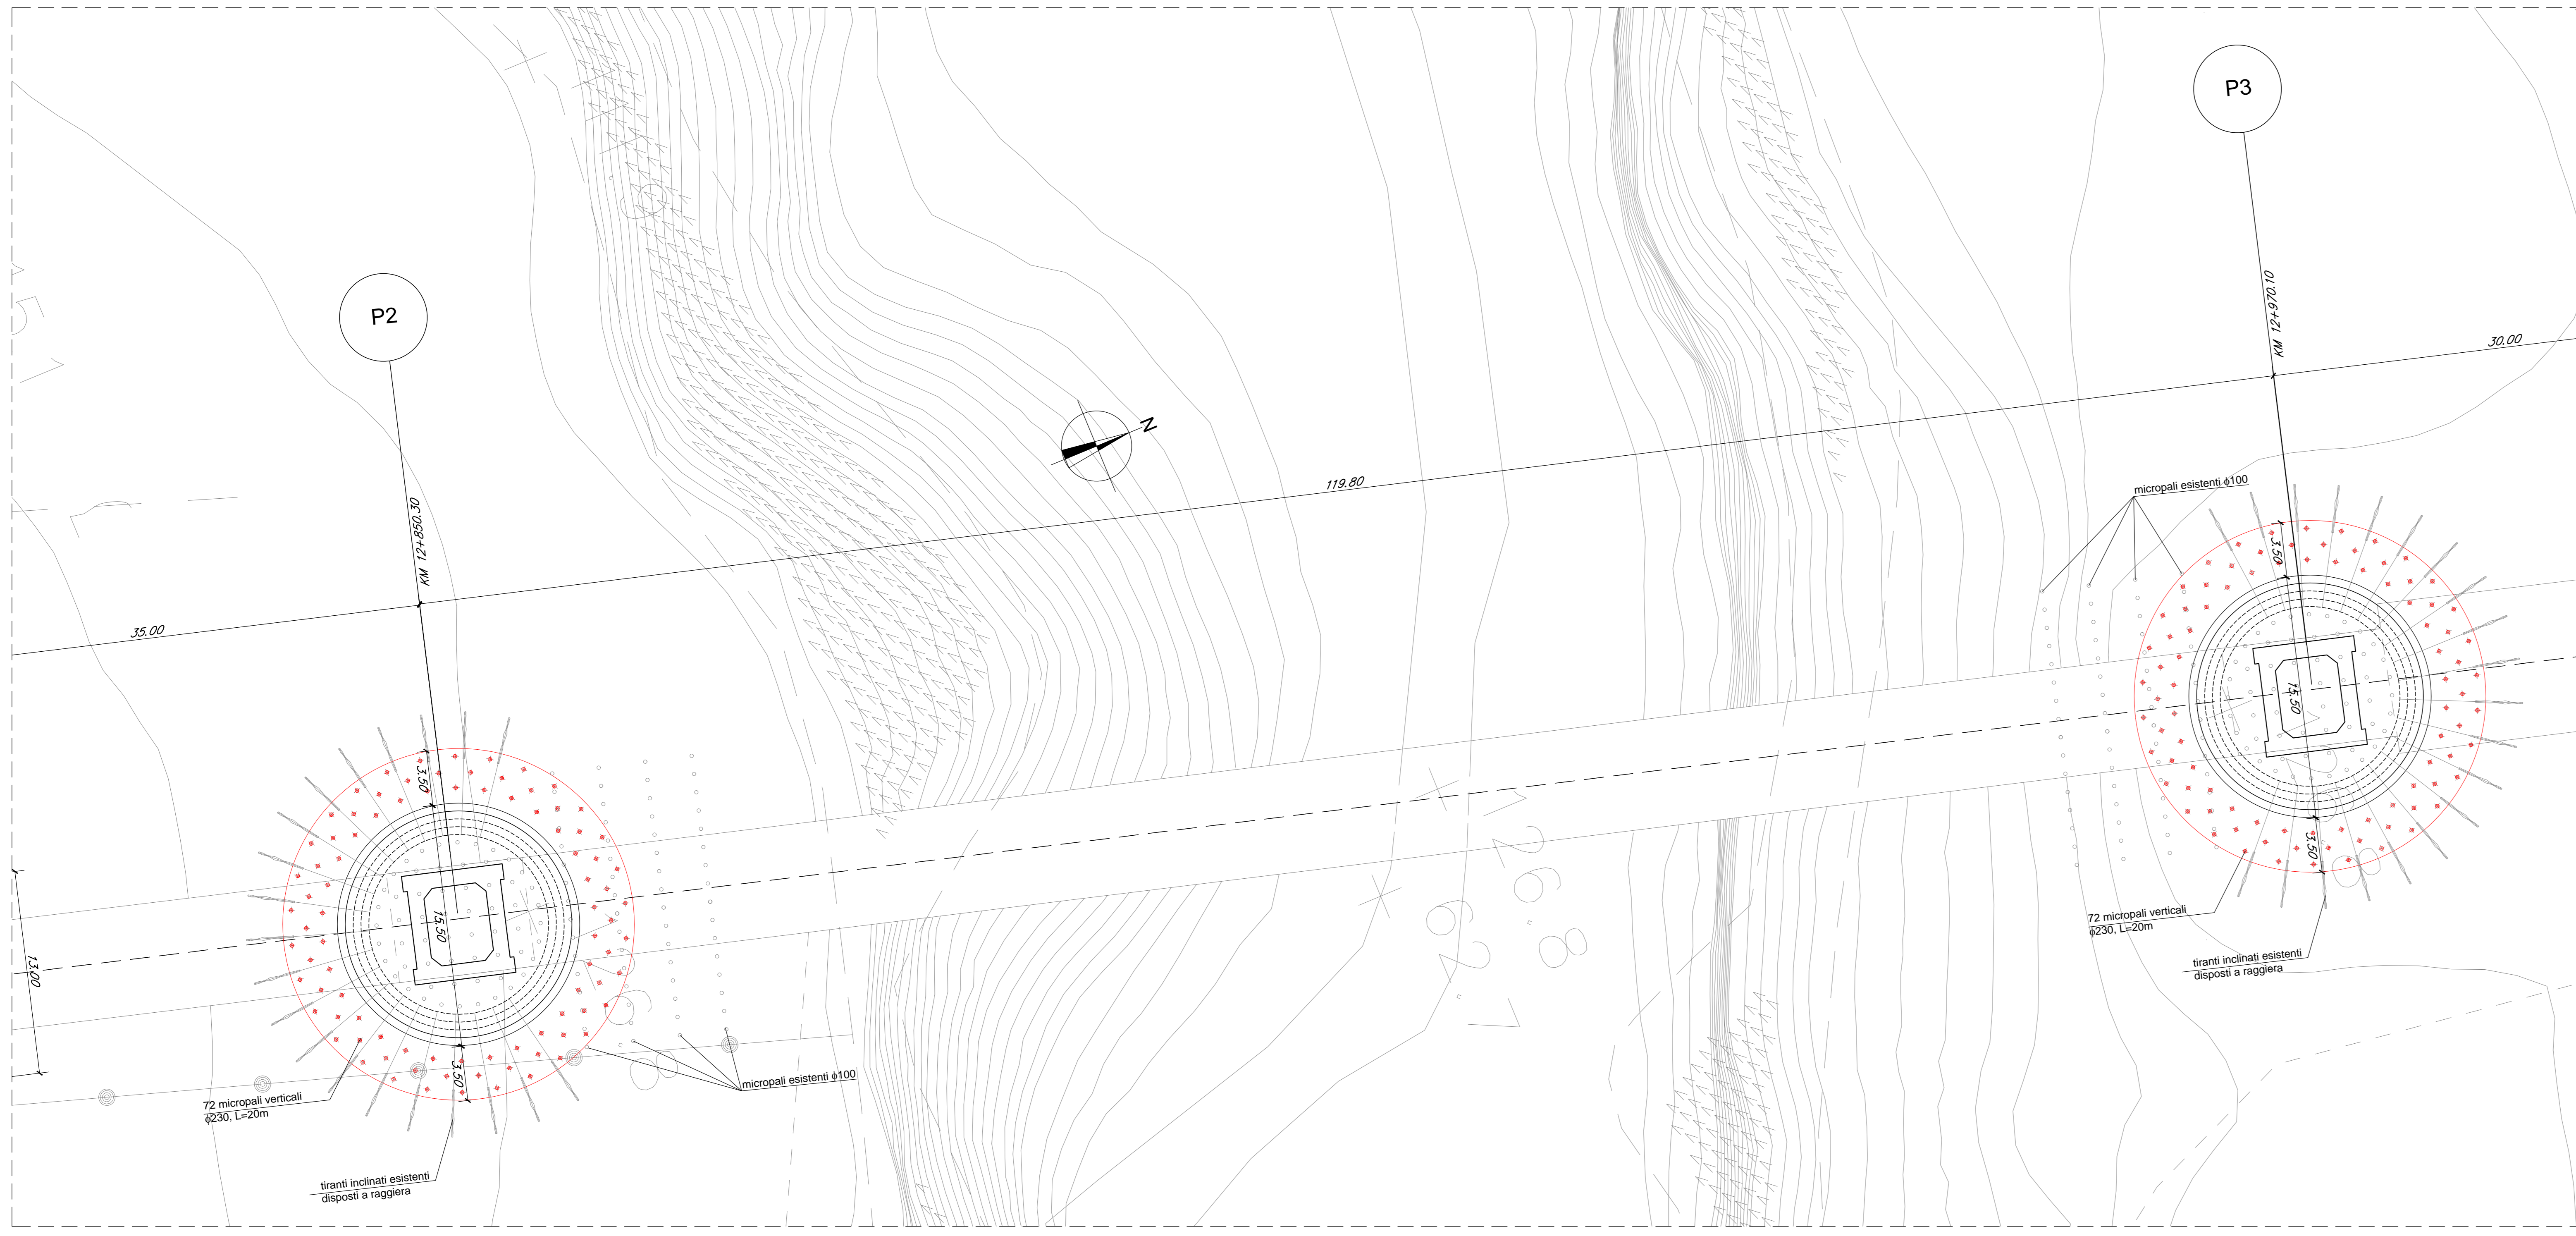 P2
P3
KM 12+850.30
KM 12+970.10
30.00
119.80
35.00
N
micropali esistenti ϕ100
3.50
15.50
3.50
72 micropali verticali
ϕ230, L=20m
tiranti inclinati esistenti
disposti a raggiera
3.50
15.50
3.50
13.00
micropali esistenti ϕ100
72 micropali verticali
ϕ230, L=20m
tiranti inclinati esistenti
disposti a raggiera